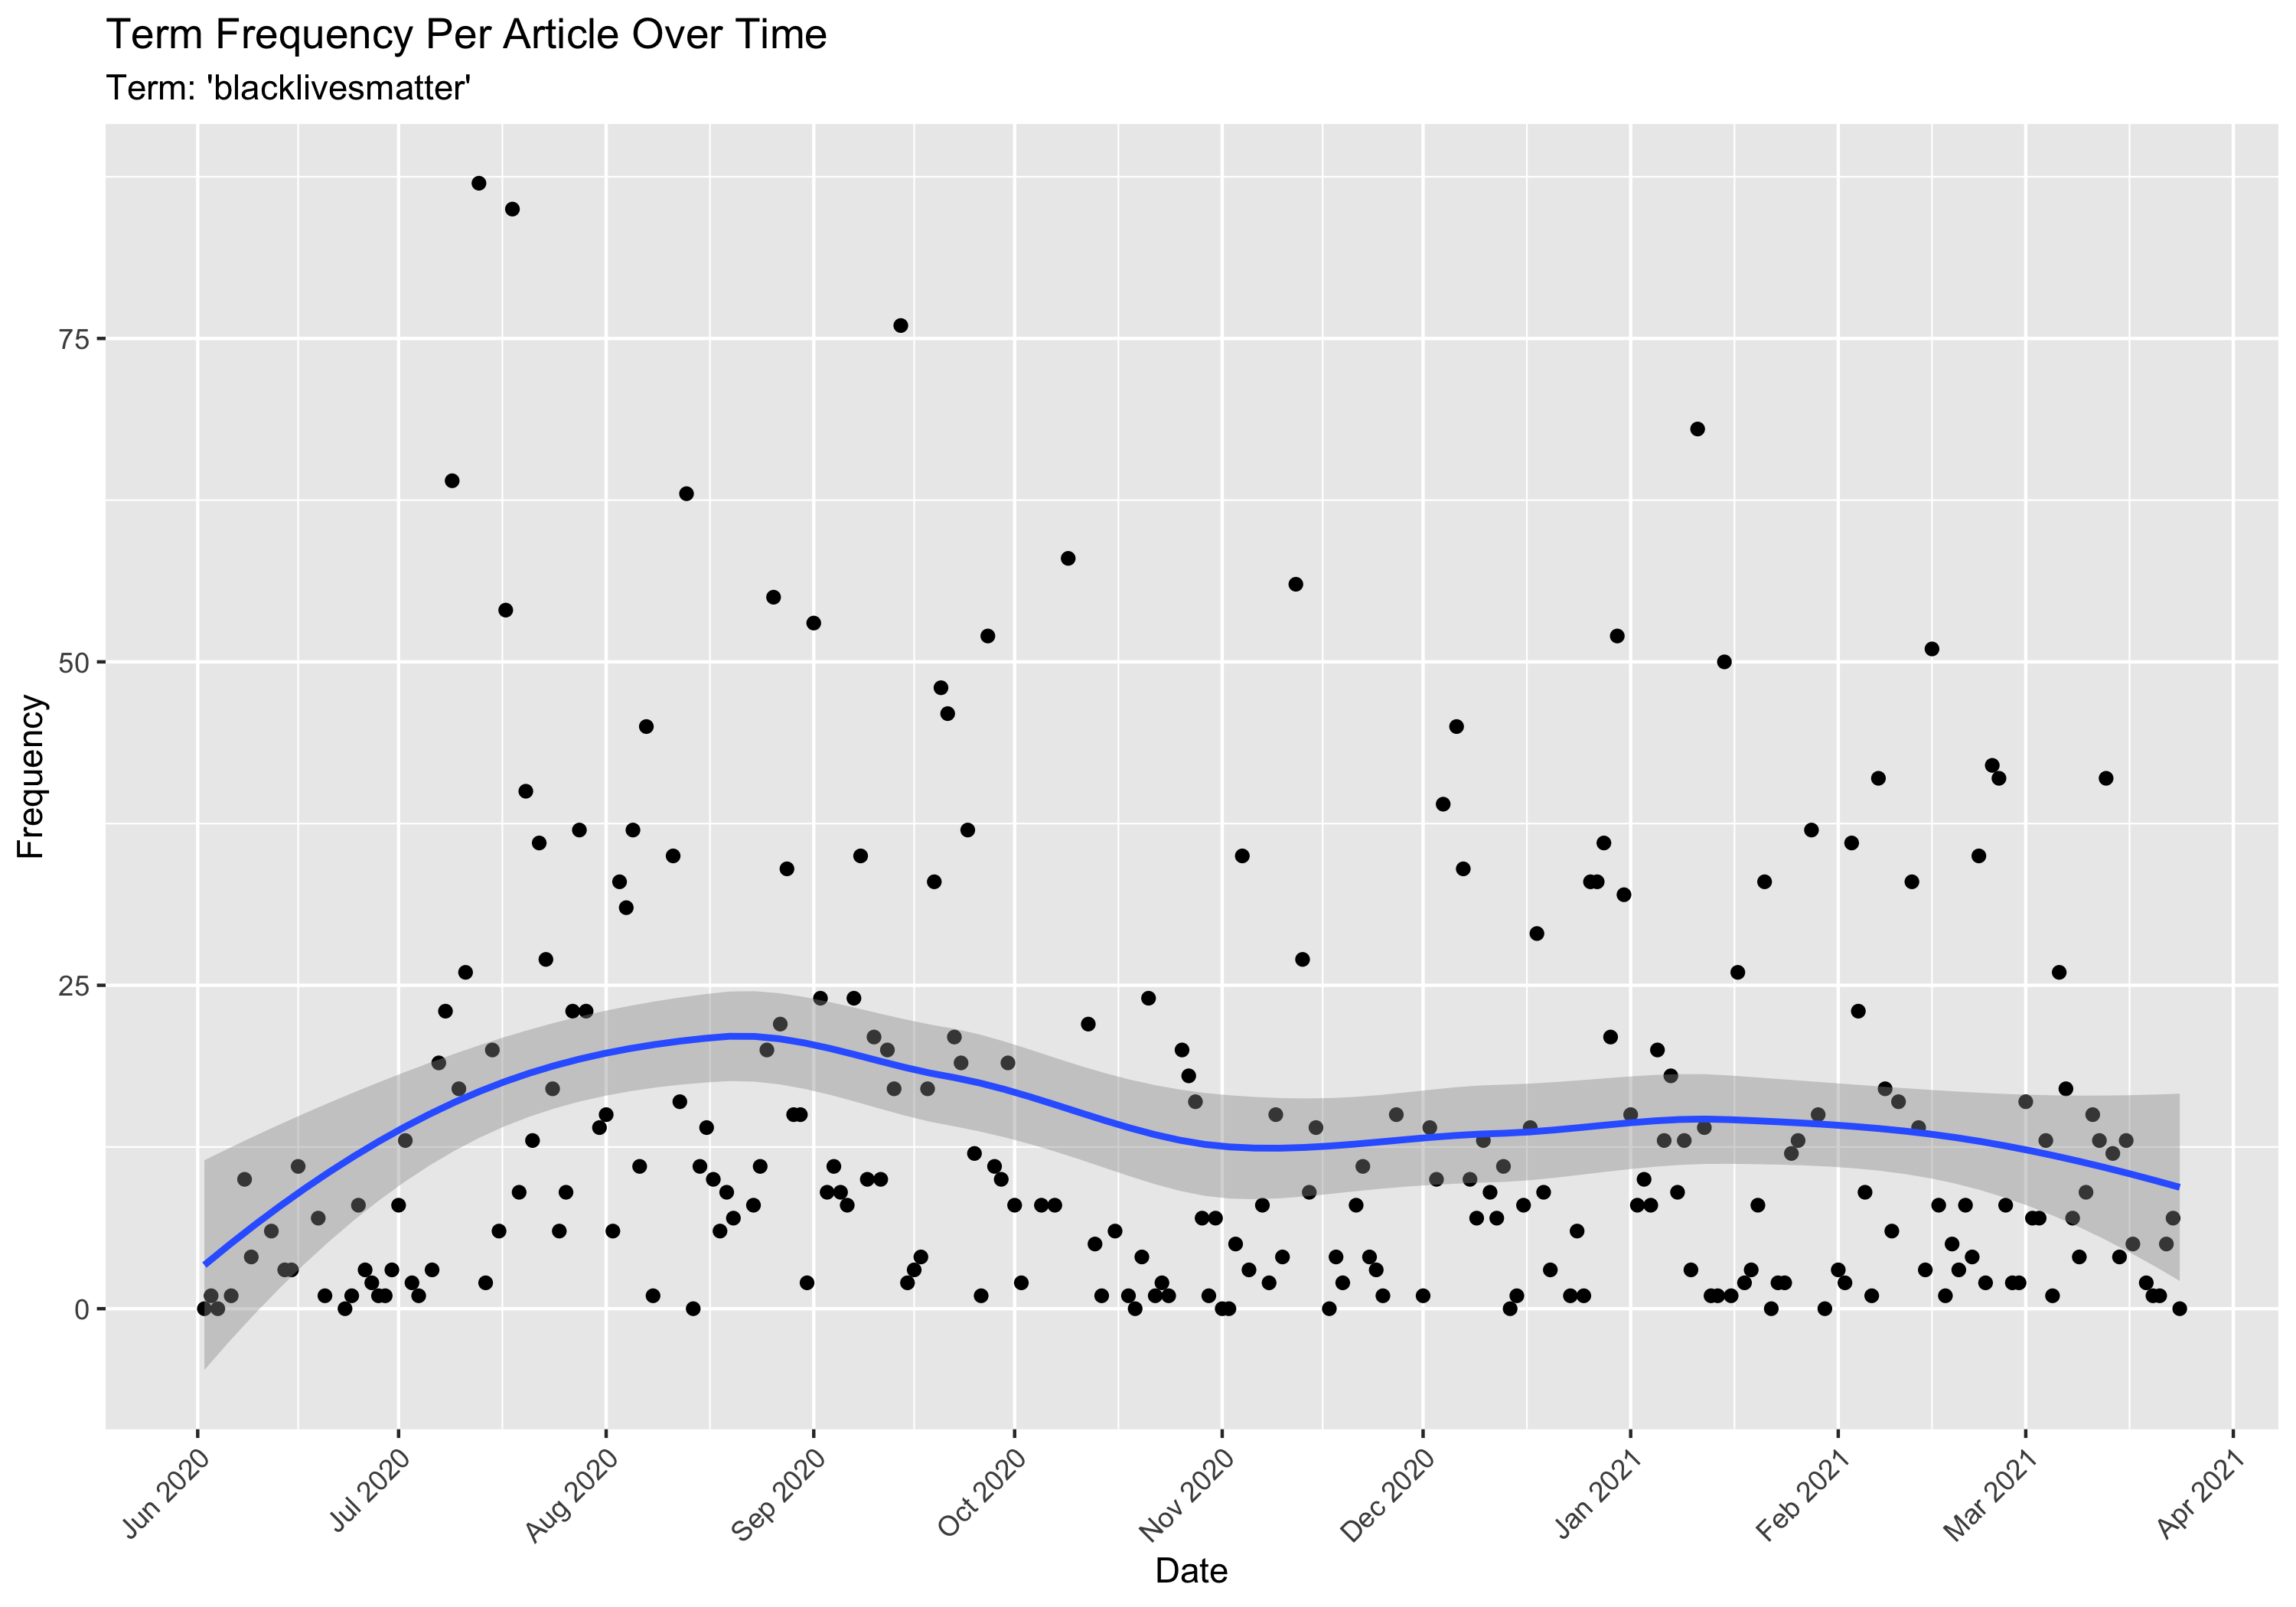 Term Frequency Per Article Over Time
Term: 'blacklivesmatter'
75
50
25
0
Frequency
Jun 2020
Jul 2020
Aug 2020
Sep 2020
Oct 2020
Nov 2020
Dec 2020
Jan 2021
Feb 2021
Mar 2021
Apr 2021
Date